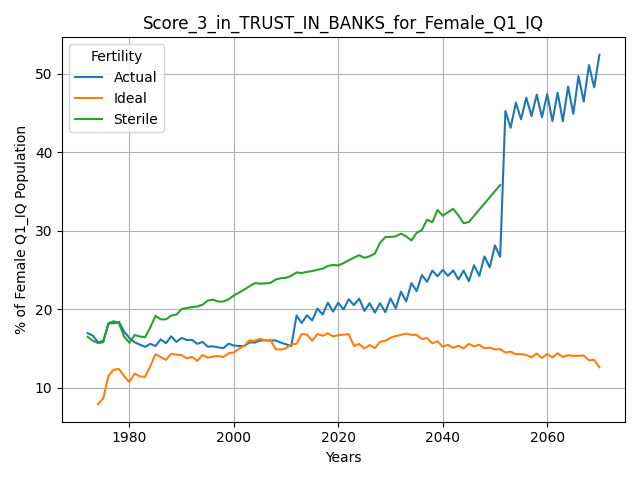 Score_3_in_TRUST_IN_BANKS_for_Female_Q1_IQ
Fertility
Actual
Ideal
Sterile
% of Female Q1_IQ Population
50
40
30
20
10
1980
2000
2020
2040
2060
Years